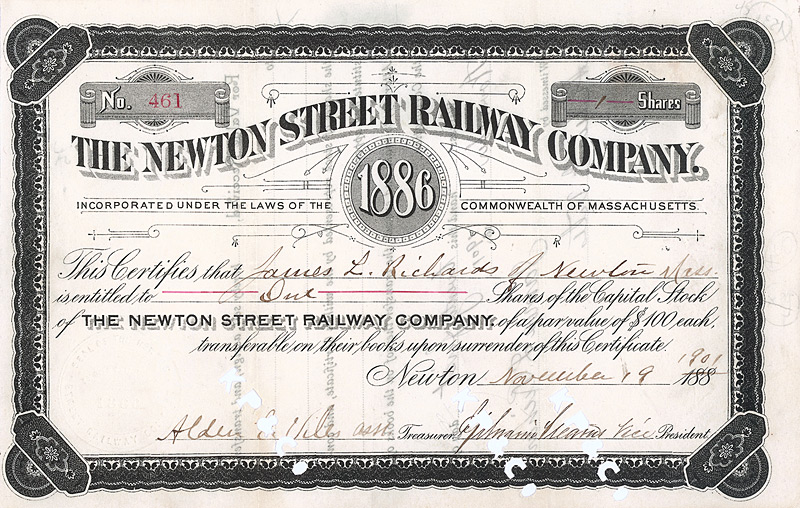 No. 461
1 Shares
THE NEWTON STREET RAILWAY COMPANY.
1886
INCORPORATED UNDER THE LAWS OF THE COMMONWEALTH OF MASSACHUSETTS.
This Certifies, that James L. Richards of Newton Mass.
is entitled to One Shares of the Capital Stock
of THE NEWTON STREET RAILWAY COMPANY, of a par value of $100 each,
transferable on their books upon surrender of this Certificate.
Newton November 19 1901 188
Alden E. asst Treasurer Vice President